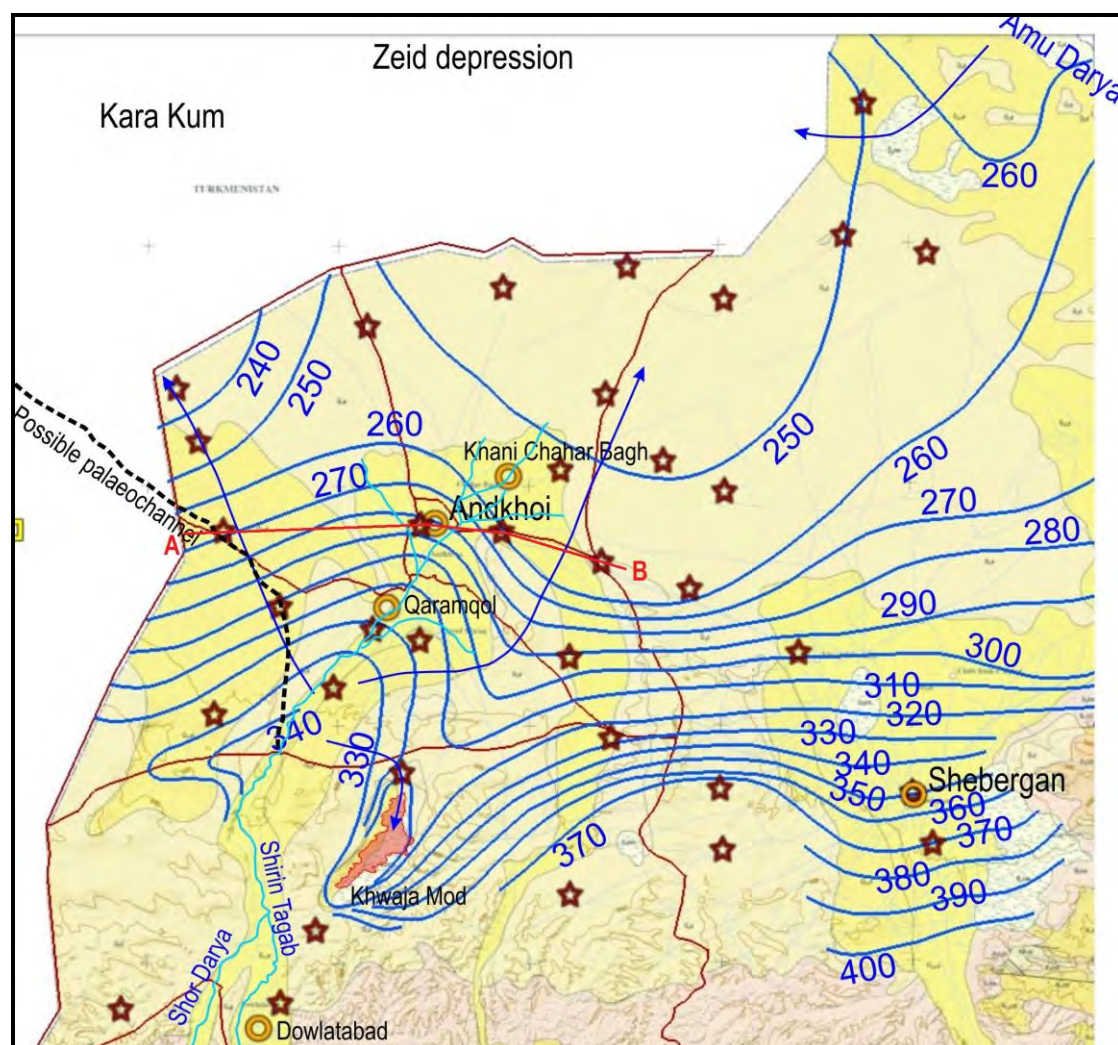 Zeid depression
Amu Darya
Kara Kum
TURKMENISTAN
260
240
250
260
250
260
270
Khani Chahar Bagh
Possible palaeochannel
Andkhoi
270
280
A
B
290
Qaramqol
300
310
320
340
330
330
340
Shebergan
350
360
370
370
380
Khwaja Mod
390
Shirin Tagab
Shor Darya
400
Dowlatabad